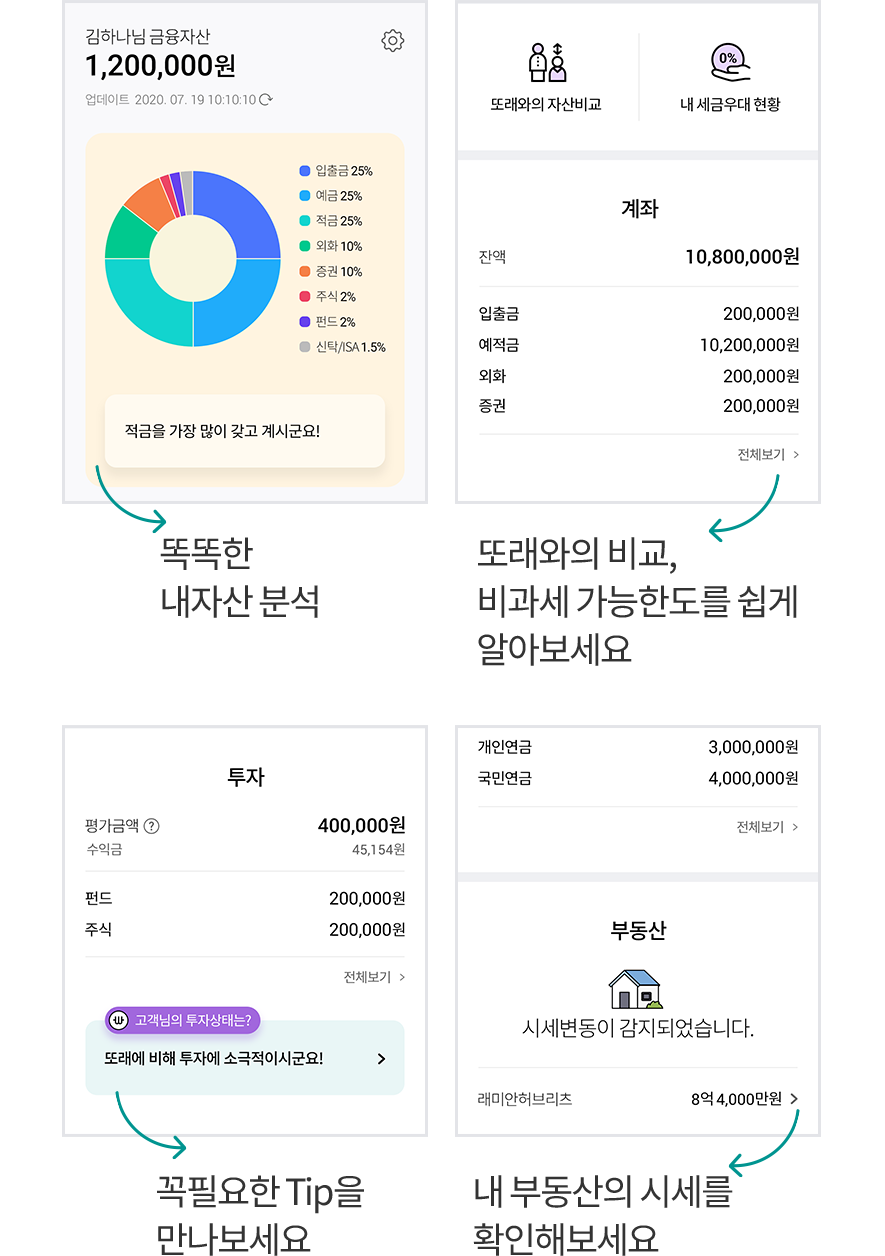 김하나님 금융자산
1,200,000원
업데이트 2020. 07. 19 10:10:10
입출금 25%
예금 25%
적금 25%
외화 10%
증권 10%
주식 2%
펀드 2%
신탁/ISA 1.5%
적금을 가장 많이 갖고 계시군요!
똑똑한
내자산 분석
또래와의 자산비교
0%
내 세금우대 현황
계좌
잔액 10,800,000원
입출금 200,000원
예적금 10,200,000원
외화 200,000원
증권 200,000원
전체보기 >
또래와의 비교,
비과세 가능한도를 쉽게
알아보세요
투자
평가금액 ? 400,000원
수익금 45,154원
펀드 200,000원
주식 200,000원
전체보기 >
고객님의 투자상태는?
또래에 비해 투자에 소극적이시군요! >
꼭필요한 Tip을
만나보세요
개인연금 3,000,000원
국민연금 4,000,000원
전체보기 >
부동산
시세변동이 감지되었습니다.
래미안허브리츠 8억 4,000만원 >
내 부동산의 시세를
확인해보세요